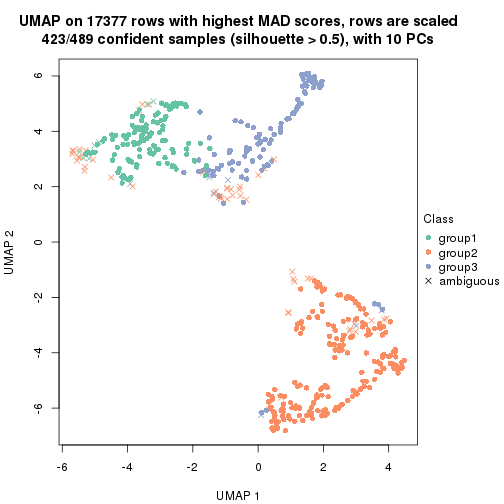 UMAP on 17377 rows with highest MAD scores, rows are scaled
423/489 confident samples (silhouette > 0.5), with 10 PCs
6
4
2
0
-2
-4
-6
UMAP 2
-6
-4
-2
0
2
4
UMAP 1
Class
group1
group2
group3
ambiguous